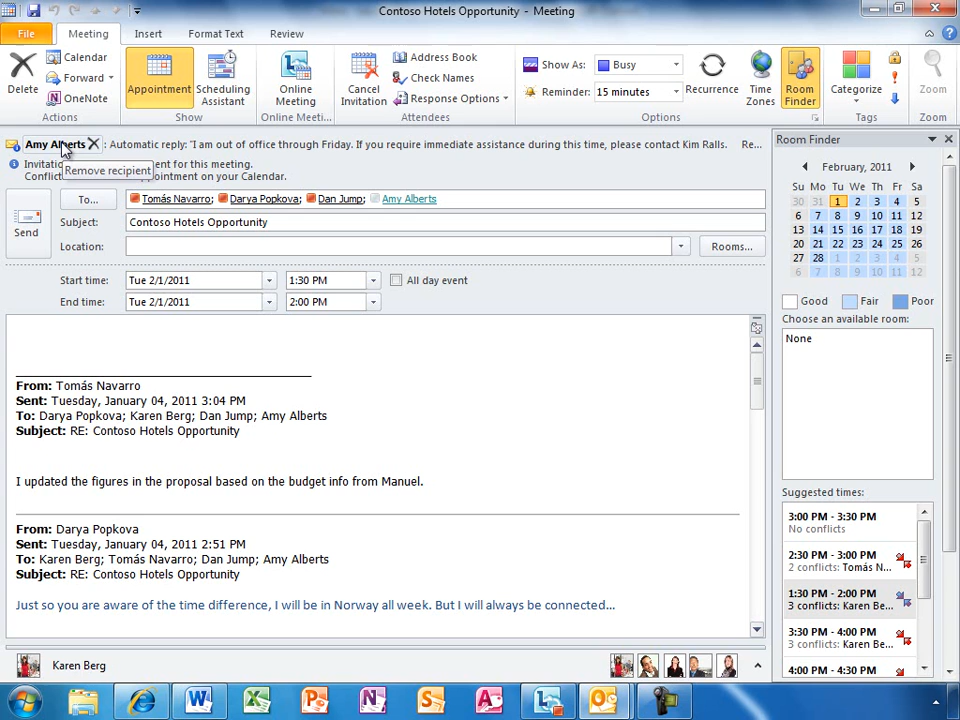 Contoso Hotels Opportunity - Meeting
File Meeting Insert Format Text Review
Delete
Calendar
Forward
OneNote
Actions
Appointment
Scheduling Assistant
Show
Online Meeting
Online Meeti...
Cancel Invitation
Address Book
Check Names
Response Options
Attendees
Show As: Busy
Reminder: 15 minutes
Recurrence
Time Zones
Room Finder
Options
Categorize
Tags
Zoom
Zoom
Amy Alberts : Automatic reply: "I am out of office through Friday. If you require immediate assistance during this time, please contact Kim Ralls. Re...
Remove recipient
Invitati
ent for this meeting.
Conflic
pointment on your Calendar.
Send
To... Tomás Navarro; Darya Popkova; Dan Jump; Amy Alberts
Subject: Contoso Hotels Opportunity
Location: Rooms...
Start time: Tue 2/1/2011 1:30 PM All day event
End time: Tue 2/1/2011 2:00 PM
From: Tomás Navarro
Sent: Tuesday, January 04, 2011 3:04 PM
To: Darya Popkova; Karen Berg; Dan Jump; Amy Alberts
Subject: RE: Contoso Hotels Opportunity
I updated the figures in the proposal based on the budget info from Manuel.
From: Darya Popkova
Sent: Tuesday, January 04, 2011 2:51 PM
To: Karen Berg; Tomás Navarro; Dan Jump; Amy Alberts
Subject: RE: Contoso Hotels Opportunity
Just so you are aware of the time difference, I will be in Norway all week. But I will always be connected...
Karen Berg
Room Finder
February, 2011
Su Mo Tu We Th Fr Sa
30 31 1 2 3 4 5
6 7 8 9 10 11 12
13 14 15 16 17 18 19
20 21 22 23 24 25 26
27 28 1 2 3 4 5
6 7 8 9 10 11 12
Good Fair Poor
Choose an available room:
None
Suggested times:
3:00 PM - 3:30 PM
No conflicts
2:30 PM - 3:00 PM
2 conflicts: Tomás N...
1:30 PM - 2:00 PM
3 conflicts: Karen Be...
3:30 PM - 4:00 PM
3 conflicts: Karen Be...
4:00 PM - 4:30 PM